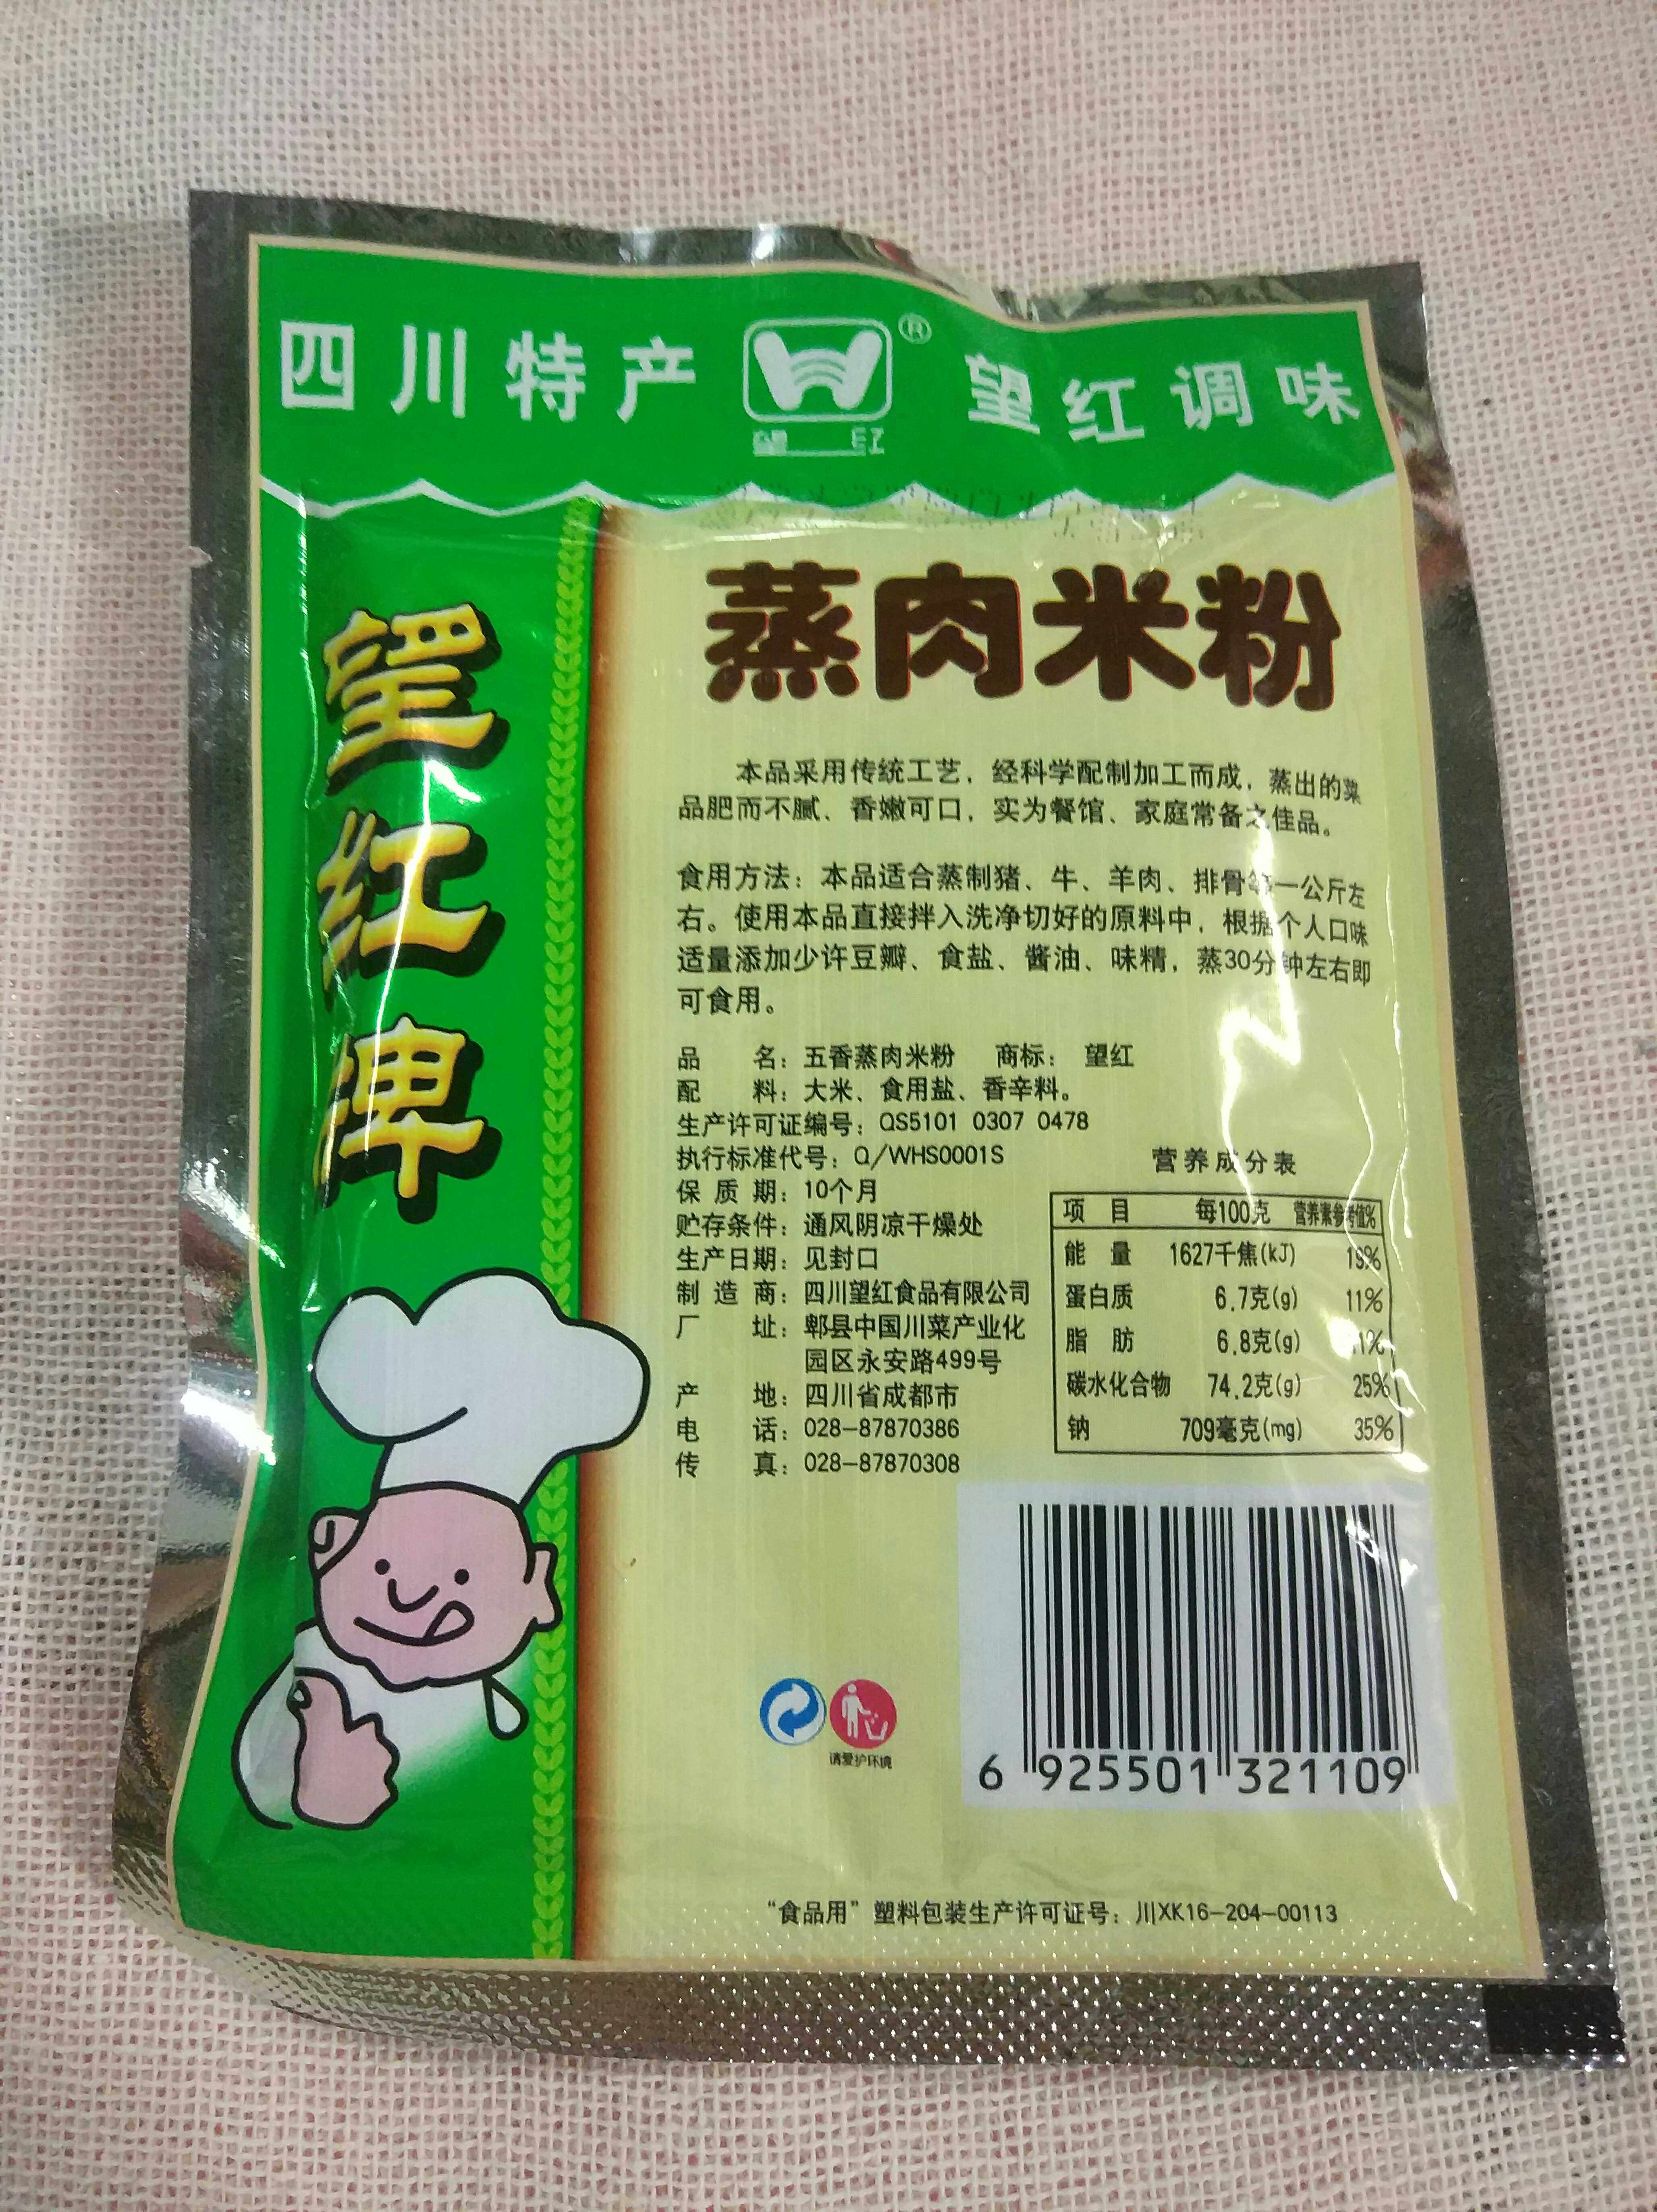 四川特产 ® 望红调味
望 红
望红牌
蒸肉米粉
本品采用传统工艺，经科学配制加工而成，蒸出的菜
品肥而不腻、香嫩可口，实为餐馆、家庭常备之佳品。
食用方法：本品适合蒸制猪、牛、羊肉、排骨等一公斤左
右。使用本品直接拌入洗净切好的原料中，根据个人口味
适量添加少许豆瓣、食盐、酱油、味精，蒸30分钟左右即
可食用。
品 名：五香蒸肉米粉 商标： 望红
配 料：大米、食用盐、香辛料。
生产许可证编号：QS5101 0307 0478
执行标准代号：Q/WHS0001S
保 质 期：10个月
贮存条件：通风阴凉干燥处
生产日期：见封口
制 造 商：四川望红食品有限公司
厂 址：郫县中国川菜产业化
园区永安路499号
产 地：四川省成都市
电 话：028-87870386
传 真：028-87870308
营养成分表
项 目 每100克 营养素参考值%
能 量 1627千焦(kJ) 19%
蛋白质 6.7克(g) 11%
脂 肪 6.8克(g) 11%
碳水化合物 74.2克(g) 25%
钠 709毫克(mg) 35%
请爱护环境
6 925501 321109
“食品用”塑料包装生产许可证号：川XK16-204-00113